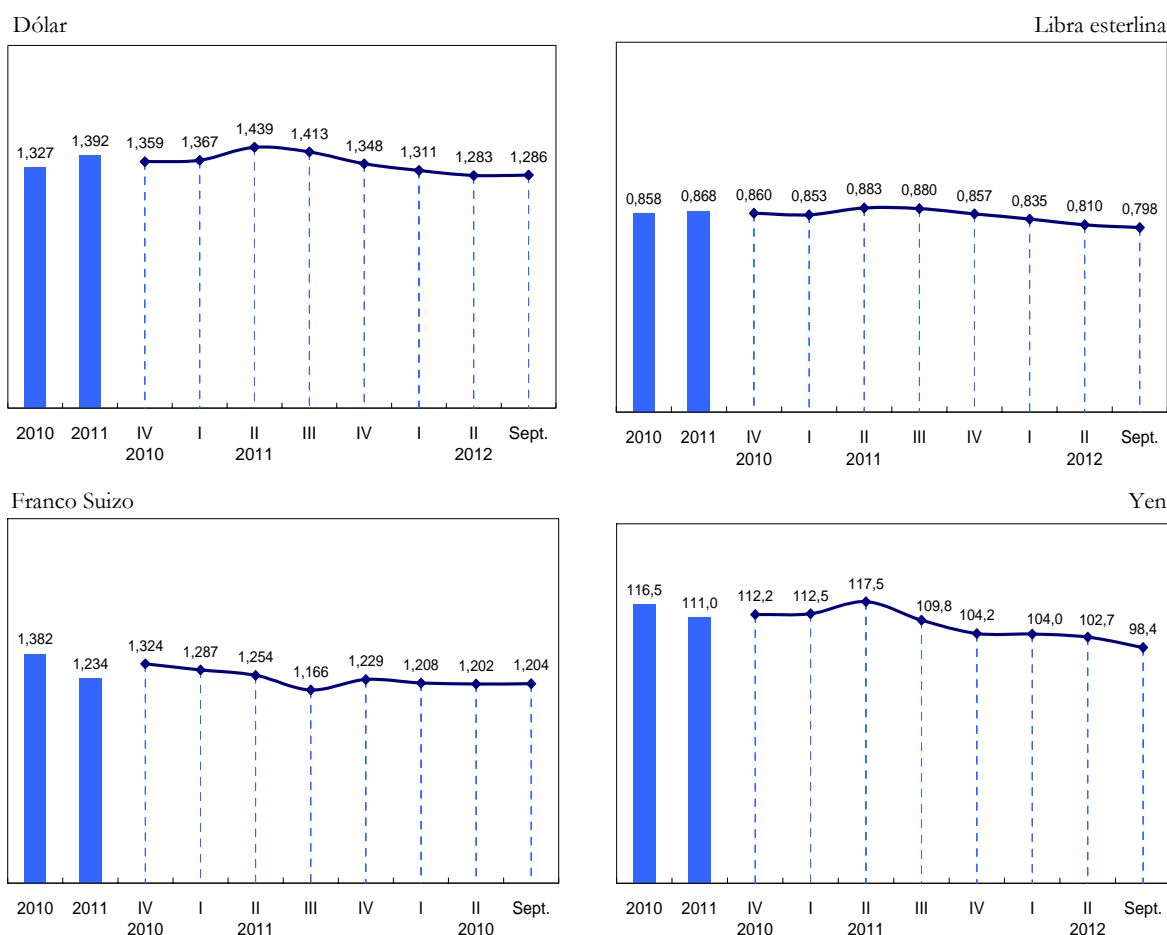 Dólar
1,327 1,392 1,359 1,367 1,439 1,413 1,348 1,311 1,283 1,286
2010 2011 IV I II III IV I II Sept.
2010 2011 2012
Libra esterlina
0,858 0,868 0,860 0,853 0,883 0,880 0,857 0,835 0,810 0,798
2010 2011 IV I II III IV I II Sept.
2010 2011 2012
Franco Suizo
1,382 1,234 1,324 1,287 1,254 1,166 1,229 1,208 1,202 1,204
2010 2011 IV I II III IV I II Sept.
2010 2011 2010
Yen
116,5 111,0 112,2 112,5 117,5 109,8 104,2 104,0 102,7 98,4
2010 2011 IV I II III IV I II Sept.
2010 2011 2012